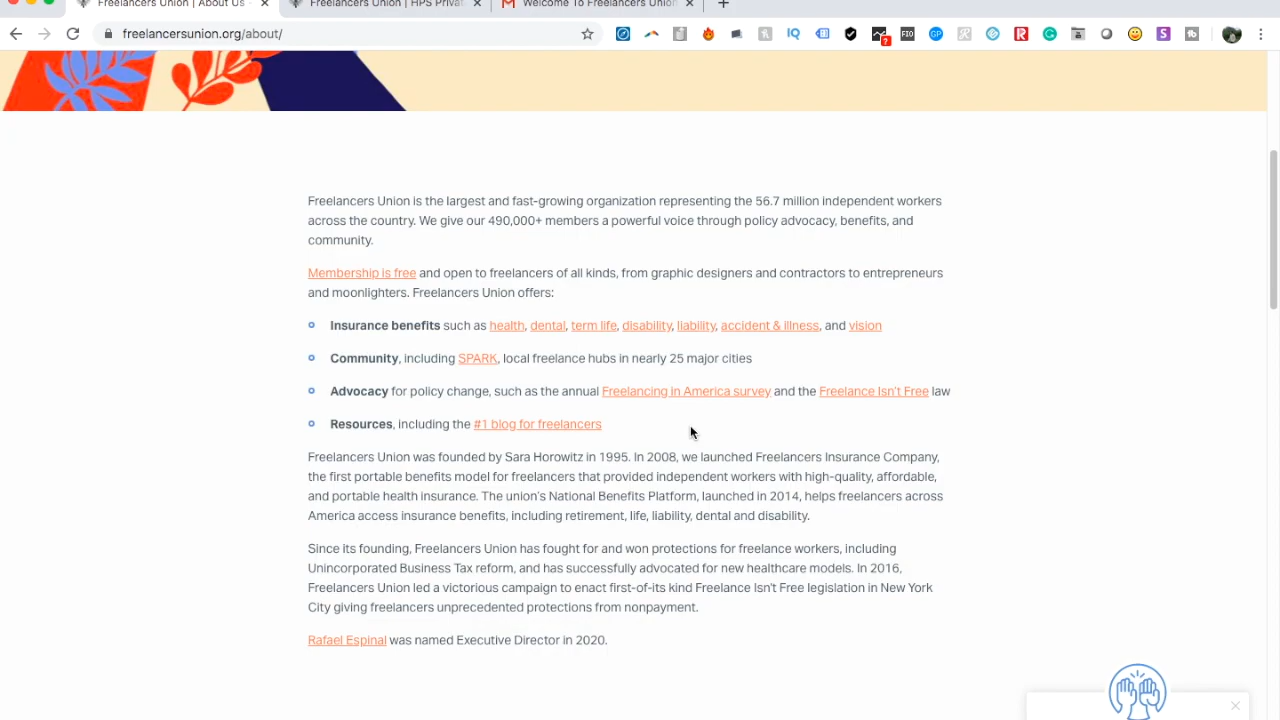 Freelancers Union | About Us
Freelancers Union | HPS Privat
Welcome To Freelancers Union
freelancersunion.org/about/
Freelancers Union is the largest and fast-growing organization representing the 56.7 million independent workers
across the country. We give our 490,000+ members a powerful voice through policy advocacy, benefits, and
community.
Membership is free and open to freelancers of all kinds, from graphic designers and contractors to entrepreneurs
and moonlighters. Freelancers Union offers:
Insurance benefits such as health, dental, term life, disability, liability, accident & illness, and vision
Community, including SPARK, local freelance hubs in nearly 25 major cities
Advocacy for policy change, such as the annual Freelancing in America survey and the Freelance Isn't Free law
Resources, including the #1 blog for freelancers
Freelancers Union was founded by Sara Horowitz in 1995. In 2008, we launched Freelancers Insurance Company,
the first portable benefits model for freelancers that provided independent workers with high-quality, affordable,
and portable health insurance. The union's National Benefits Platform, launched in 2014, helps freelancers across
America access insurance benefits, including retirement, life, liability, dental and disability.
Since its founding, Freelancers Union has fought for and won protections for freelance workers, including
Unincorporated Business Tax reform, and has successfully advocated for new healthcare models. In 2016,
Freelancers Union led a victorious campaign to enact first-of-its kind Freelance Isn't Free legislation in New York
City giving freelancers unprecedented protections from nonpayment.
Rafael Espinal was named Executive Director in 2020.